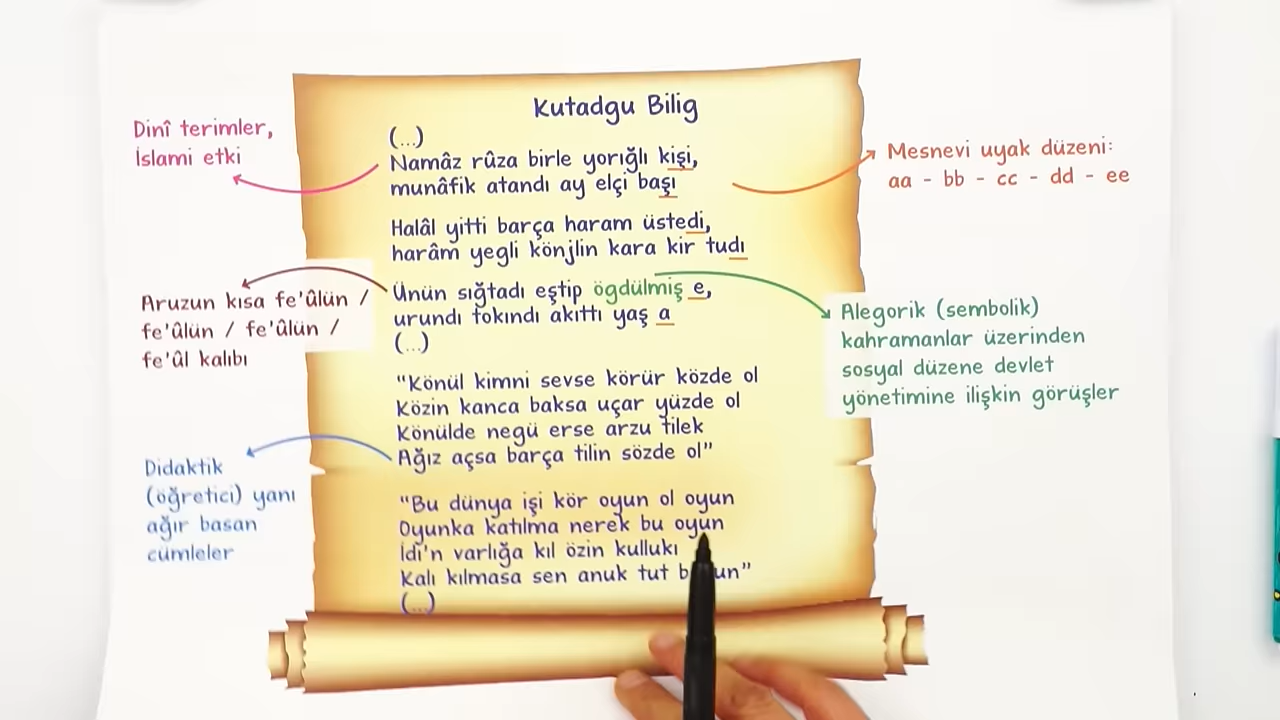 Kutadgu Bilig
(...)
Namâz rûza birle yorığlı kişi,
munâfik atandı ay elçi başı
Halâl yitti barça haram üstedi,
harâm yegli könjlin kara kir tudı
Ünün sığtadı eştip ögdülmiş e,
urundı tokındı akıttı yaş a
(...)
"Könül kimni sevse körür közde ol
Közin kanca baksa uçar yüzde ol
Könülde negü erse arzu tilek
Ağız açsa barça tilin sözde ol"
"Bu dünya işi kör oyun ol oyun
Oyunka katılma nerek bu oyun
İdi'n varlığa kıl özin kullukı
Kalı kılmasa sen anuk tut
(...)
Dinî terimler,
İslami etki
Aruzun kısa fe'âlün /
fe'âlün / fe'âlün /
fe'âl kalıbı
Didaktik
(öğretici) yanı
ağır basan
cümleler
Mesnevi uyak düzeni:
aa - bb - cc - dd - ee
Alegorik (sembolik)
kahramanlar üzerinden
sosyal düzene devlet
yönetimine ilişkin görüşler